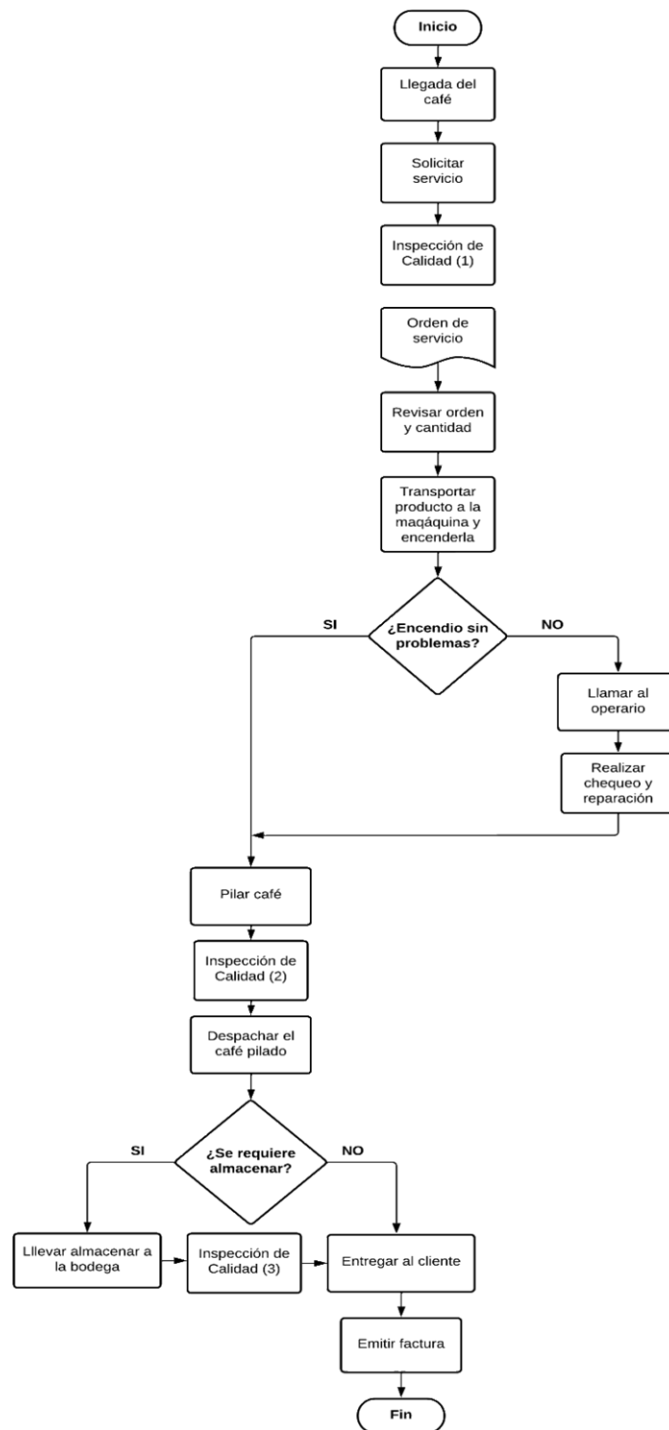 Inicio
Llegada del
café
Solicitar
servicio
Inspección de
Calidad (1)
Orden de
servicio
Revisar orden
y cantidad
Transportar
producto a la
maqáquina y
encenderla
SI
¿Encendio sin
problemas?
NO
Llamar al
operario
Realizar
chequeo y
reparación
Pilar café
Inspección de
Calidad (2)
Despachar el
café pilado
SI
¿Se requiere
almacenar?
NO
Lllevar almacenar a
la bodega
Inspección de
Calidad (3)
Entregar al cliente
Emitir factura
Fin